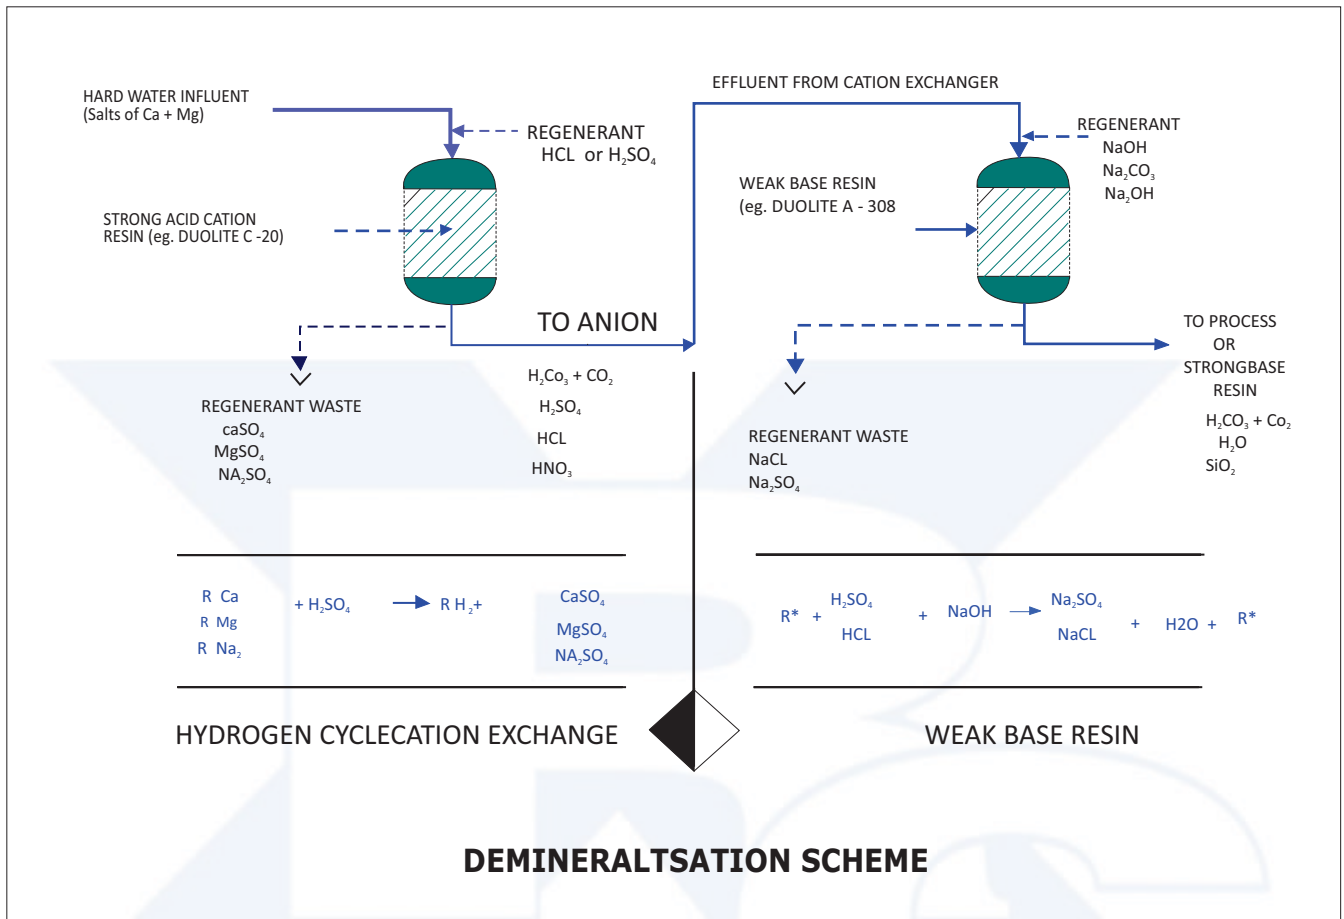 HARD WATER INFLUENT
(Salts of Ca + Mg)
REGENERANT
HCL or H₂SO₄
STRONG ACID CATION
RESIN (eg. DUOLITE C -20)
TO ANION
H₂Co₃ + CO₂
H₂SO₄
HCL
HNO₃
REGENERANT WASTE
caSO₄
MgSO₄
NA₂SO₄
EFFLUENT FROM CATION EXCHANGER
REGENERANT
NaOH
Na₂CO₃
Na₂OH
WEAK BASE RESIN
(eg. DUOLITE A - 308
TO PROCESS
OR
STRONGBASE
RESIN
H₂CO₃ + Co₂
H₂O
SiO₂
REGENERANT WASTE
NaCL
Na₂SO₄
R Ca
R Mg
R Na₂
+ H₂SO₄
R H₂+
CaSO₄
MgSO₄
NA₂SO₄
HYDROGEN CYCLECATION EXCHANGE
R* +
H₂SO₄
HCL
+ NaOH
Na₂SO₄
NaCL
+ H2O + R*
WEAK BASE RESIN
DEMINERALTSATION SCHEME